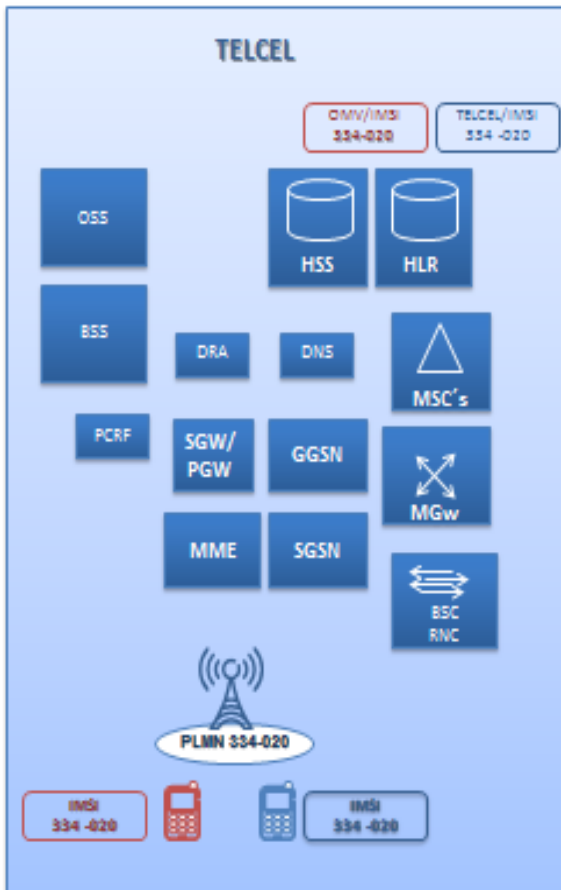 TELCEL
OMV/IMSI
334-020
TELCEL/IMSI
334 -020
OSS
HSS
HLR
BSS
DRA
DNS
MSC´s
PCRF
SGW/
PGW
GGSN
MGw
MME
SGSN
BSC
RNC
PLMN 334-020
IMSI
334 -020
IMSI
334 -020